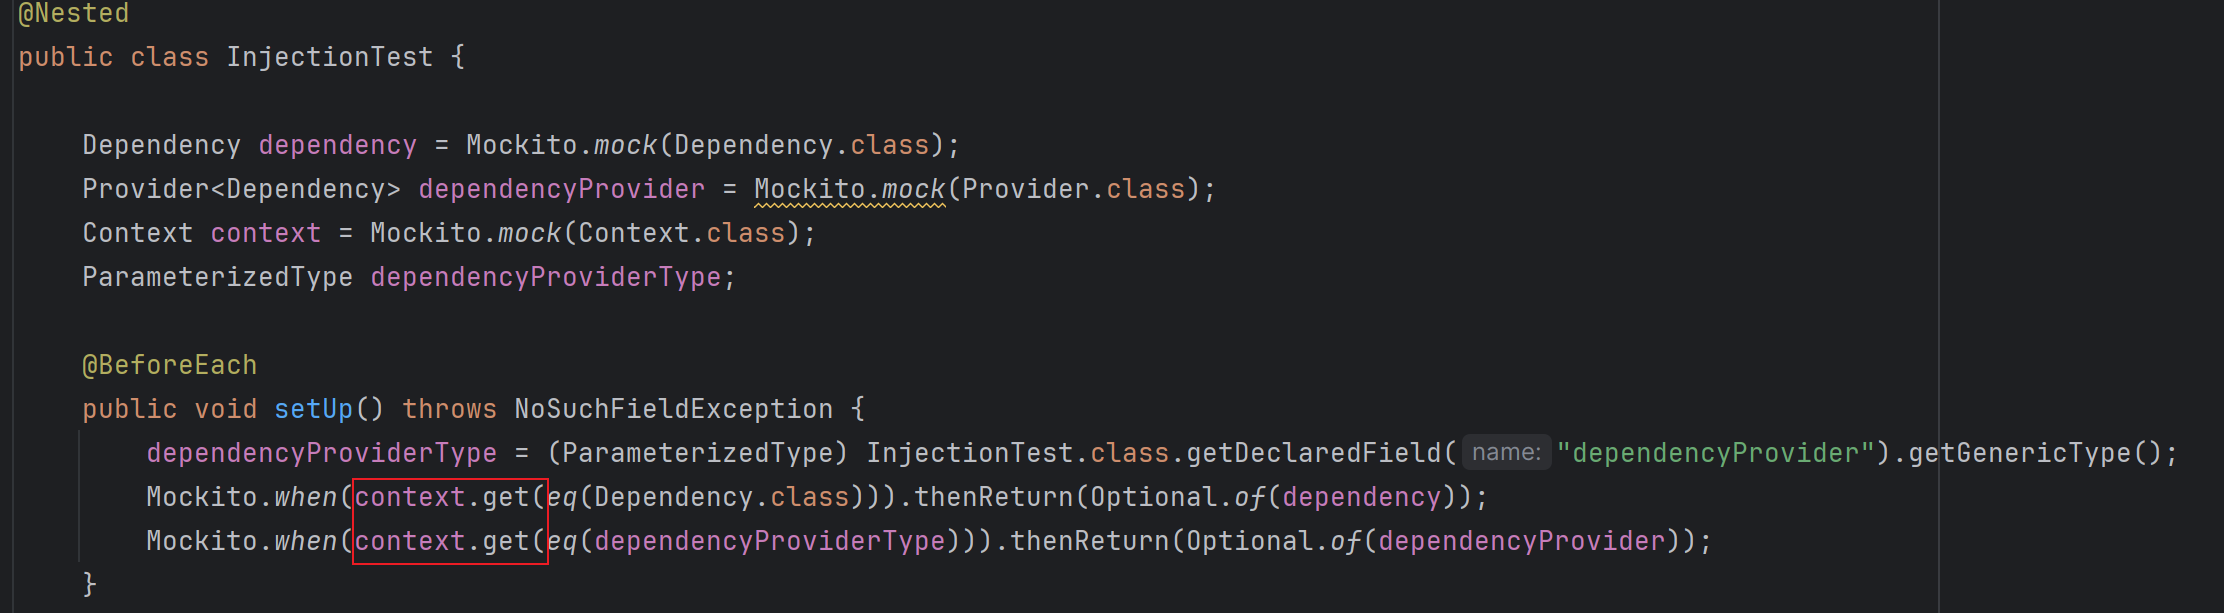 @Nested
public class InjectionTest {
Dependency dependency = Mockito.mock(Dependency.class);
Provider<Dependency> dependencyProvider = Mockito.mock(Provider.class);
Context context = Mockito.mock(Context.class);
ParameterizedType dependencyProviderType;
@BeforeEach
public void setUp() throws NoSuchFieldException {
dependencyProviderType = (ParameterizedType) InjectionTest.class.getDeclaredField( name: "dependencyProvider").getGenericType();
Mockito.when(context.get(eq(Dependency.class))).thenReturn(Optional.of(dependency));
Mockito.when(context.get(eq(dependencyProviderType))).thenReturn(Optional.of(dependencyProvider));
}